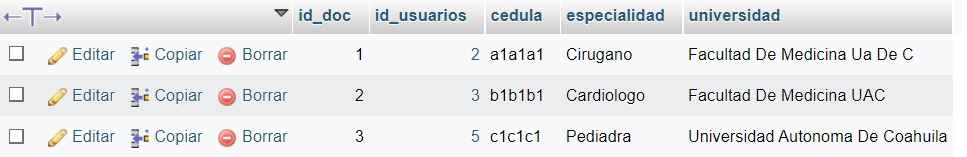 id_doc id_usuarios cedula especialidad universidad
Editar Copiar Borrar 1 2 a1a1a1 Cirugano Facultad De Medicina Ua De C
Editar Copiar Borrar 2 3 b1b1b1 Cardiologo Facultad De Medicina UAC
Editar Copiar Borrar 3 5 c1c1c1 Pediadra Universidad Autonoma De Coahuila